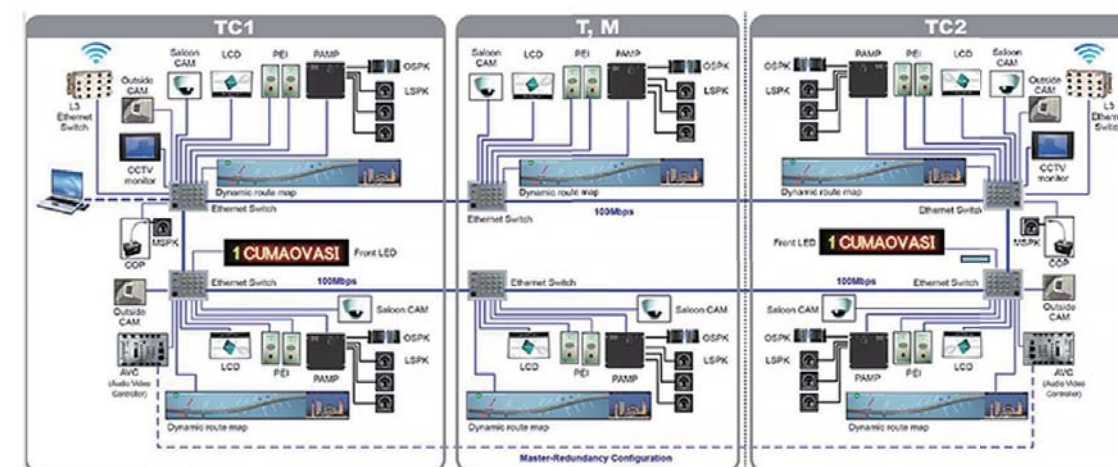 TC1
Saloon
CAM
LCD
PEI
PAMP
Outside
CAM
OSPK
LSPK
L3
Ethernet
Switch
CCTV
monitor
Dynamic route map
Ethernet Switch
MSPK
COP
1 CUMAOVASI
Front LED
Ethernet Switch
100Mbps
Outside
CAM
Saloon CAM
AVC
(Audio Video
Controller)
LCD
PEI
PAMP
OSPK
LSPK
Dynamic route map
T, M
Saloon
CAM
LCD
PEI
PAMP
OSPK
LSPK
Dynamic route map
Ethernet Switch
100Mbps
Ethernet Switch
Saloon CAM
LCD
PEI
PAMP
OSPK
LSPK
Dynamic route map
Master-Redundancy Configuration
TC2
PAMP
PEI
LCD
Saloon
CAM
Outside
CAM
OSPK
LSPK
L3
Ethernet
Switch
CCTV
monitor
Dynamic route map
Ethernet Switch
MSPK
COP
Front LED
1 CUMAOVASI
100Mbps
Ethernet Switch
Saloon CAM
Outside
CAM
OSPK
LSPK
PAMP
PEI
LCD
AVC
(Audio Video
Controller)
Dynamic route map